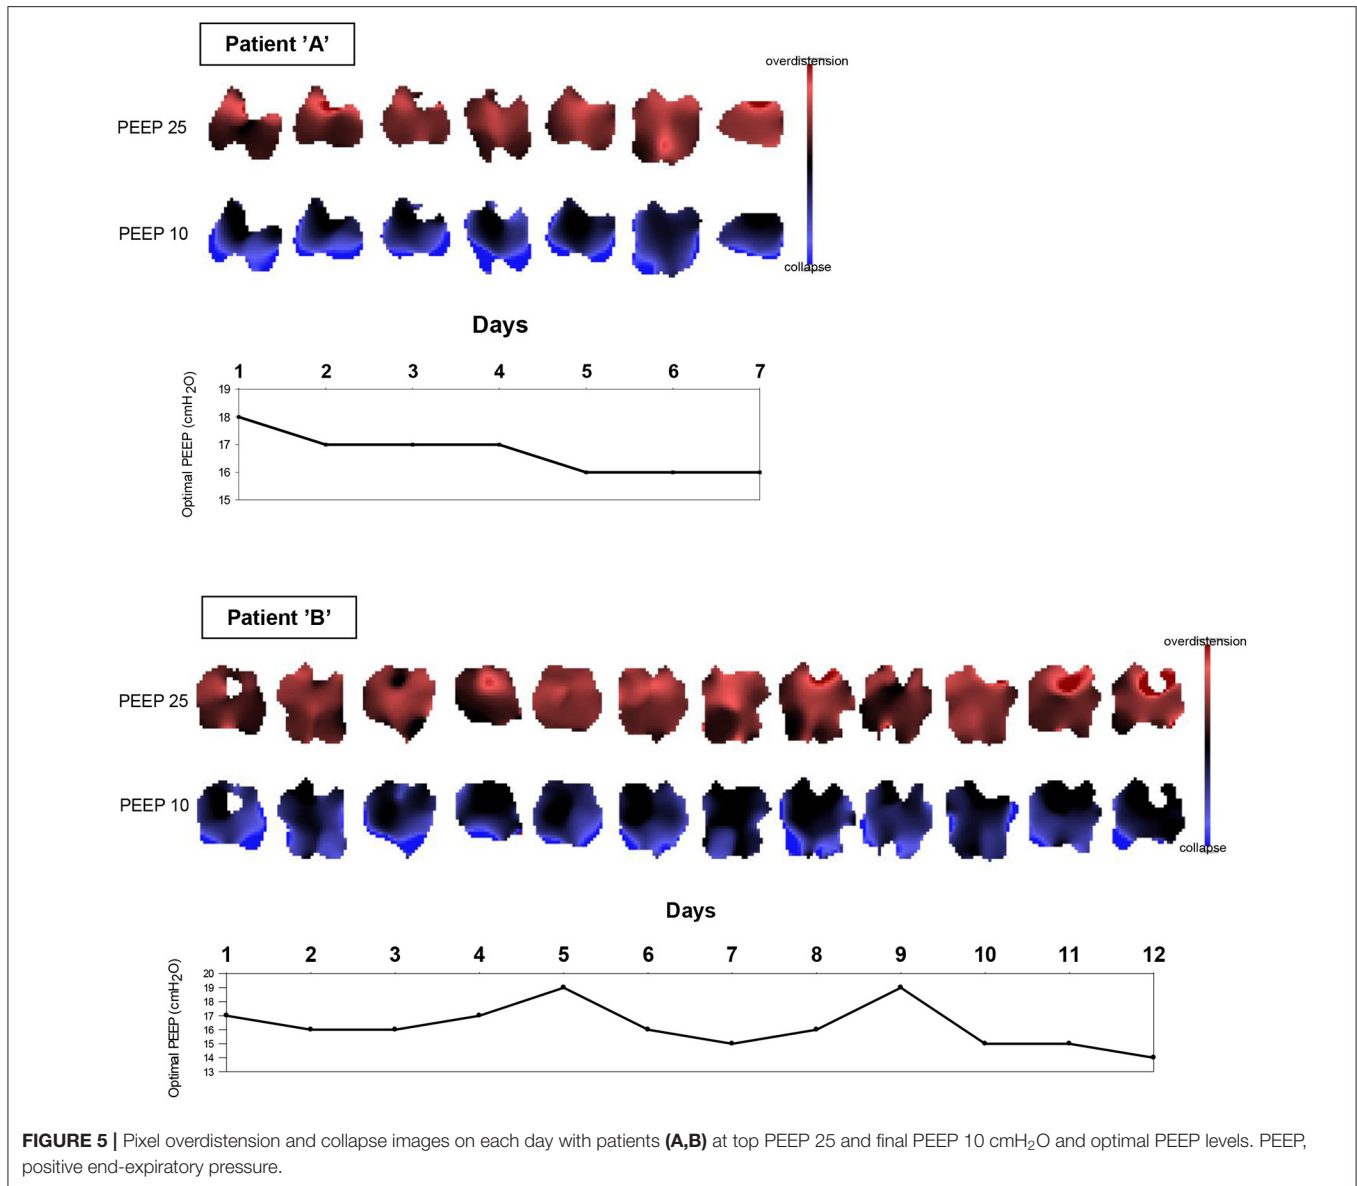 Patient ’A’
overdistension
PEEP 25
PEEP 10
collapse
Days
1 2 3 4 5 6 7
Optimal PEEP (cmH2O)
19
18
17
16
15
Patient ’B’
overdistension
PEEP 25
PEEP 10
collapse
Days
1 2 3 4 5 6 7 8 9 10 11 12
Optimal PEEP (cmH2O)
20
19
18
17
16
15
14
13
FIGURE 5 | Pixel overdistension and collapse images on each day with patients (A,B) at top PEEP 25 and final PEEP 10 cmH2O and optimal PEEP levels. PEEP,
positive end-expiratory pressure.